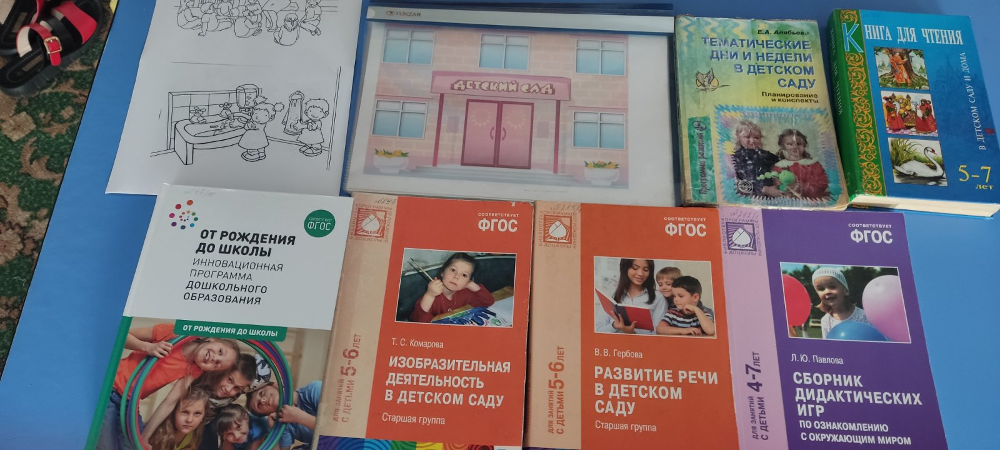 YUKZAR
ДЕТСКИЙ САД
Е.А. Алябьева
ТЕМАТИЧЕСКИЕ
ДНИ И НЕДЕЛИ
В ДЕТСКОМ
САДУ
Планирование
и конспекты
Программа развития
КНИГА ДЛЯ ЧТЕНИЯ
В ДЕТСКОМ САДУ И ДОМА
5-7
лет
СООТВЕТСТВУЕТ
ФГОС
ОТ РОЖДЕНИЯ
ДО ШКОЛЫ
ИННОВАЦИОННАЯ
ПРОГРАММА
ДОШКОЛЬНОГО
ОБРАЗОВАНИЯ
ОТ РОЖДЕНИЯ ДО ШКОЛЫ
БИБЛИОТЕКА
ПРОГРАММЫ
ОТ РОЖДЕНИЯ
ДО ШКОЛЫ
СООТВЕТСТВУЕТ
ФГОС
ДЛЯ ЗАНЯТИЙ
С ДЕТЬМИ 5-6 ЛЕТ
Т. С. Комарова
ИЗОБРАЗИТЕЛЬНАЯ
ДЕЯТЕЛЬНОСТЬ
В ДЕТСКОМ САДУ
Старшая группа
БИБЛИОТЕКА
ПРОГРАММЫ
ОТ РОЖДЕНИЯ
ДО ШКОЛЫ
СООТВЕТСТВУЕТ
ФГОС
ДЛЯ ЗАНЯТИЙ
С ДЕТЬМИ 5-6 ЛЕТ
В. В. Гербова
РАЗВИТИЕ РЕЧИ
В ДЕТСКОМ
САДУ
Старшая группа
БИБЛИОТЕКА
ПРОГРАММЫ
ОТ РОЖДЕНИЯ
ДО ШКОЛЫ
СООТВЕТСТВУЕТ
ФГОС
ДЛЯ ЗАНЯТИЙ
С ДЕТЬМИ 4-7 ЛЕТ
Л. Ю. Павлова
СБОРНИК
ДИДАКТИЧЕСКИХ
ИГР
ПО ОЗНАКОМЛЕНИЮ
С ОКРУЖАЮЩИМ МИРОМ